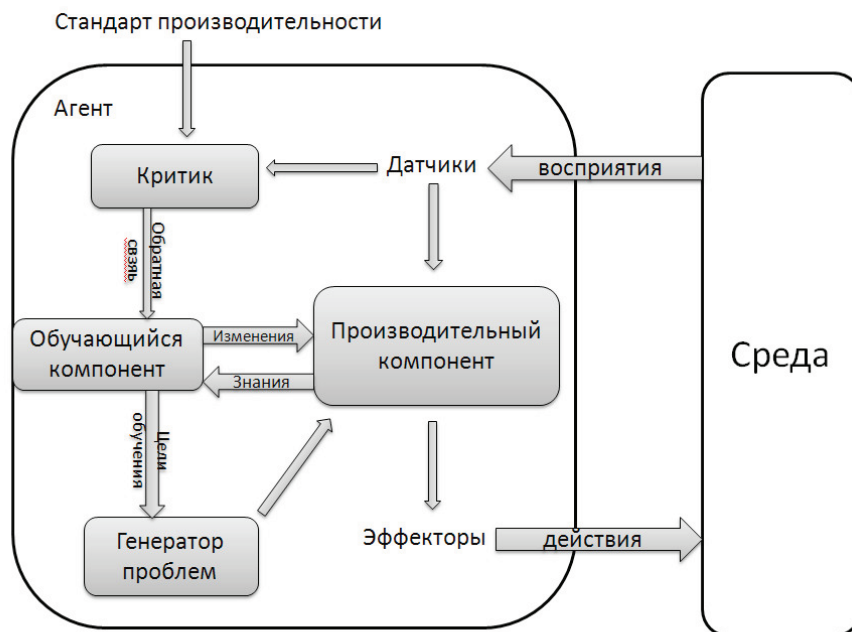 Стандарт производительности
Агент
Критик
Датчики
восприятия
Обратная
свзяь
Обучающийся
компонент
Изменения
Знания
Производительный
компонент
Среда
Цели
обучения
Генератор
проблем
Эффекторы
действия